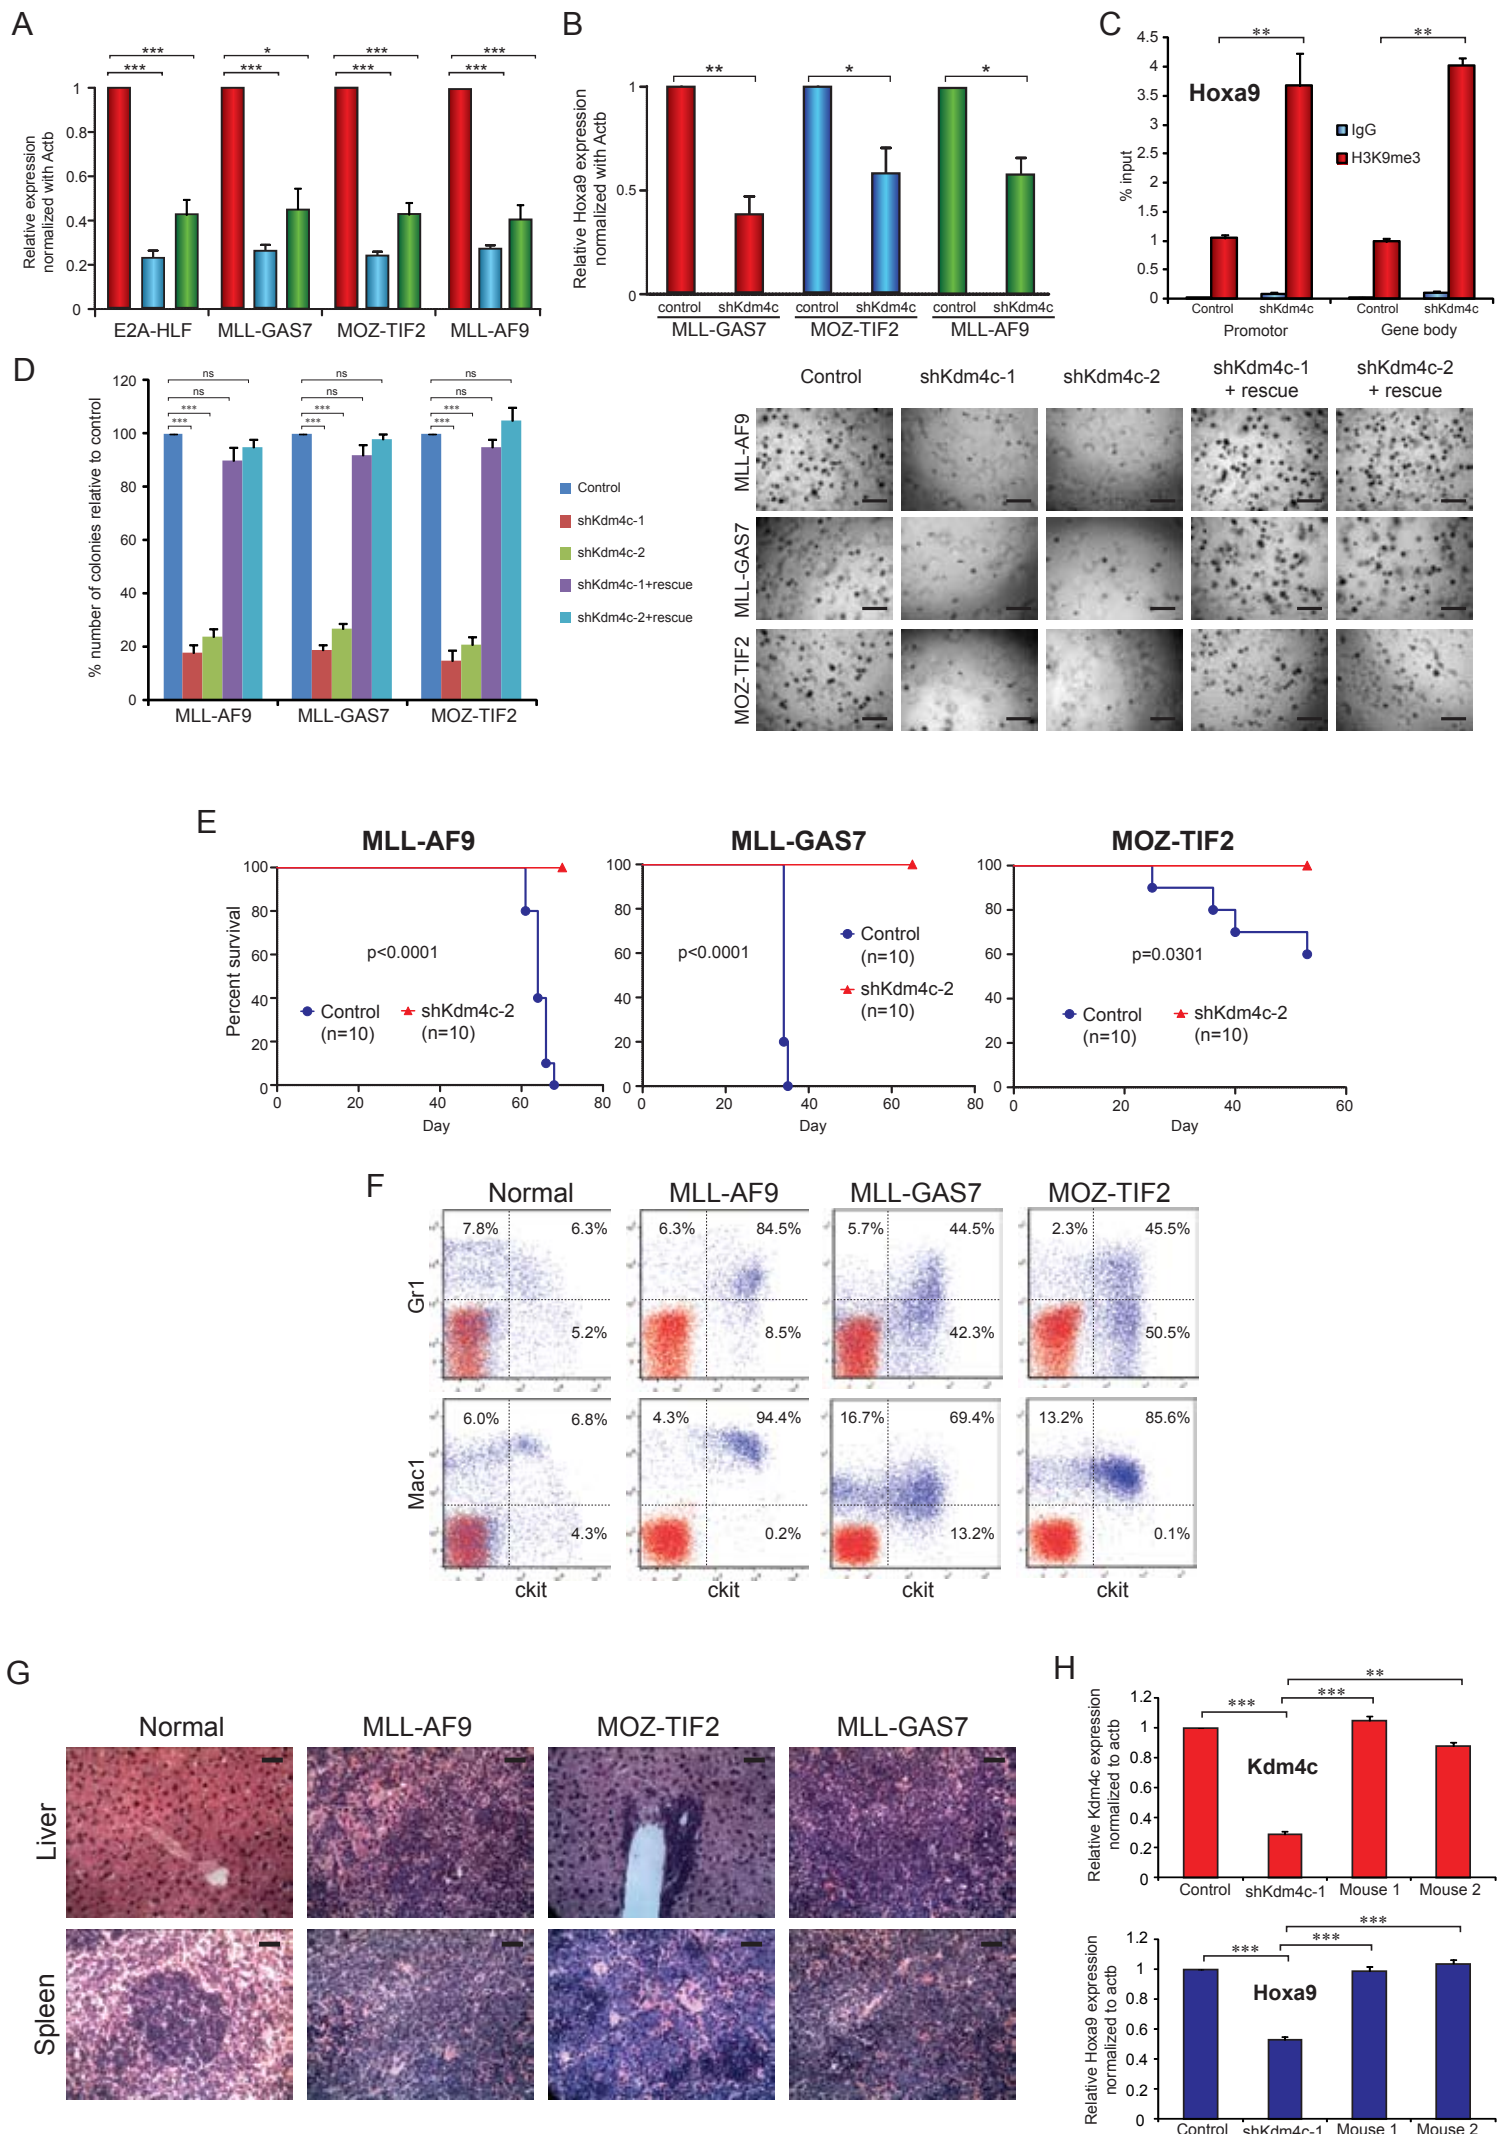 A
Relative expression
normalized with Actb
*** * *** ***
*** *** *** ***
1
0.8
0.6
0.4
0.2
0
E2A-HLF MLL-GAS7 MOZ-TIF2 MLL-AF9
B
Relative Hoxa9 expression
normalized with Actb
** * *
1
0.5
0
control shKdm4c control shKdm4c control shKdm4c
MLL-GAS7 MOZ-TIF2 MLL-AF9
C
% input
** **
Hoxa9
IgG
H3K9me3
4.5
4
3.5
3
2.5
2
1.5
1
0.5
0
Control shKdm4c Control shKdm4c
Promotor Gene body
D
% number of colonies relative to control
120
100
80
60
40
20
0
ns ns ns
ns ns ns
*** *** ***
*** *** ***
MLL-AF9 MLL-GAS7 MOZ-TIF2
Control
shKdm4c-1
shKdm4c-2
shKdm4c-1+rescue
shKdm4c-2+rescue
Control shKdm4c-1 shKdm4c-2 shKdm4c-1 + rescue shKdm4c-2 + rescue
MLL-AF9
MLL-GAS7
MOZ-TIF2
E
MLL-AF9
Percent survival
100
80
60
40
20
0
p<0.0001
Control (n=10)
shKdm4c-2 (n=10)
0 20 40 60 80
Day
MLL-GAS7
100
80
60
40
20
0
p<0.0001
Control
(n=10)
shKdm4c-2
(n=10)
0 20 40 60 80
Day
MOZ-TIF2
100
80
60
40
20
0
p=0.0301
Control (n=10)
shKdm4c-2 (n=10)
0 20 40 60
Day
F
Normal MLL-AF9 MLL-GAS7 MOZ-TIF2
Gr1
7.8% 6.3% 6.3% 84.5% 5.7% 44.5% 2.3% 45.5%
5.2% 8.5% 42.3% 50.5%
Mac1
6.0% 6.8% 4.3% 94.4% 16.7% 69.4% 13.2% 85.6%
4.3% 0.2% 13.2% 0.1%
ckit ckit ckit ckit
G
Normal MLL-AF9 MOZ-TIF2 MLL-GAS7
Liver
Spleen
H
Relative Kdm4c expression
normalized to actb
**
*** ***
Kdm4c
1.2
1
0.8
0.6
0.4
0.2
0
Control shKdm4c-1 Mouse 1 Mouse 2
Relative Hoxa9 expression
normalized to actb
***
*** ***
Hoxa9
1.2
1
0.8
0.6
0.4
0.2
0
Control shKdm4c-1 Mouse 1 Mouse 2